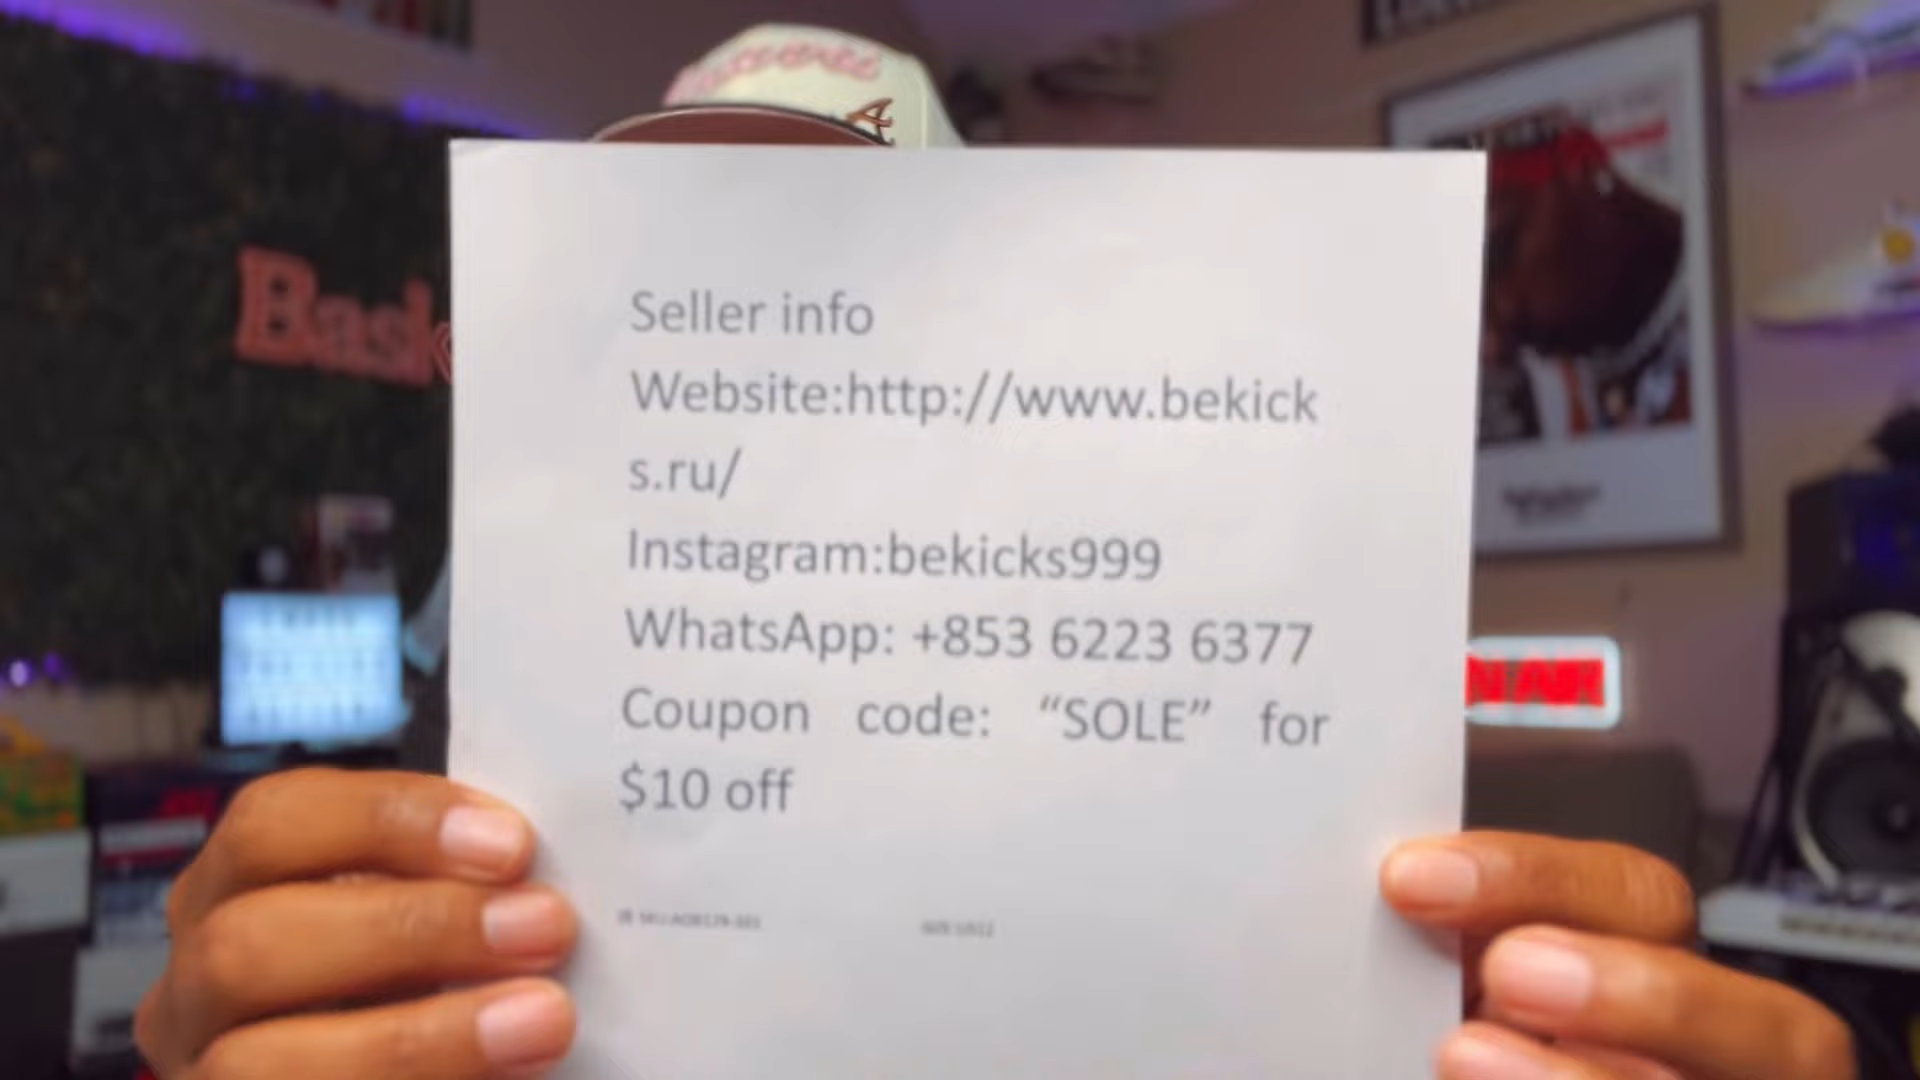 Bask
Seller info
Website:http://www.bekick
s.ru/
Instagram:bekicks999
WhatsApp: +853 6223 6377
Coupon code: “SOLE” for
$10 off